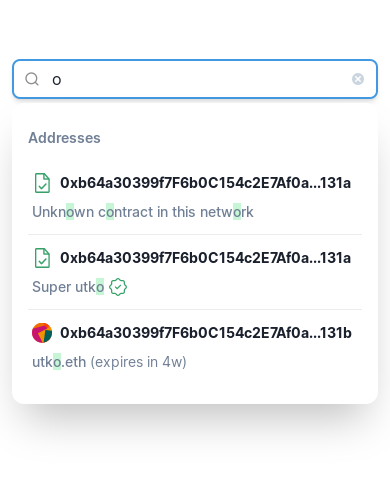 o
Addresses
0xb64a30399f7F6b0C154c2E7Af0a...131a
Unknown contract in this network
0xb64a30399f7F6b0C154c2E7Af0a...131a
Super utko
0xb64a30399f7F6b0C154c2E7Af0a...131b
utko.eth (expires in 4w)